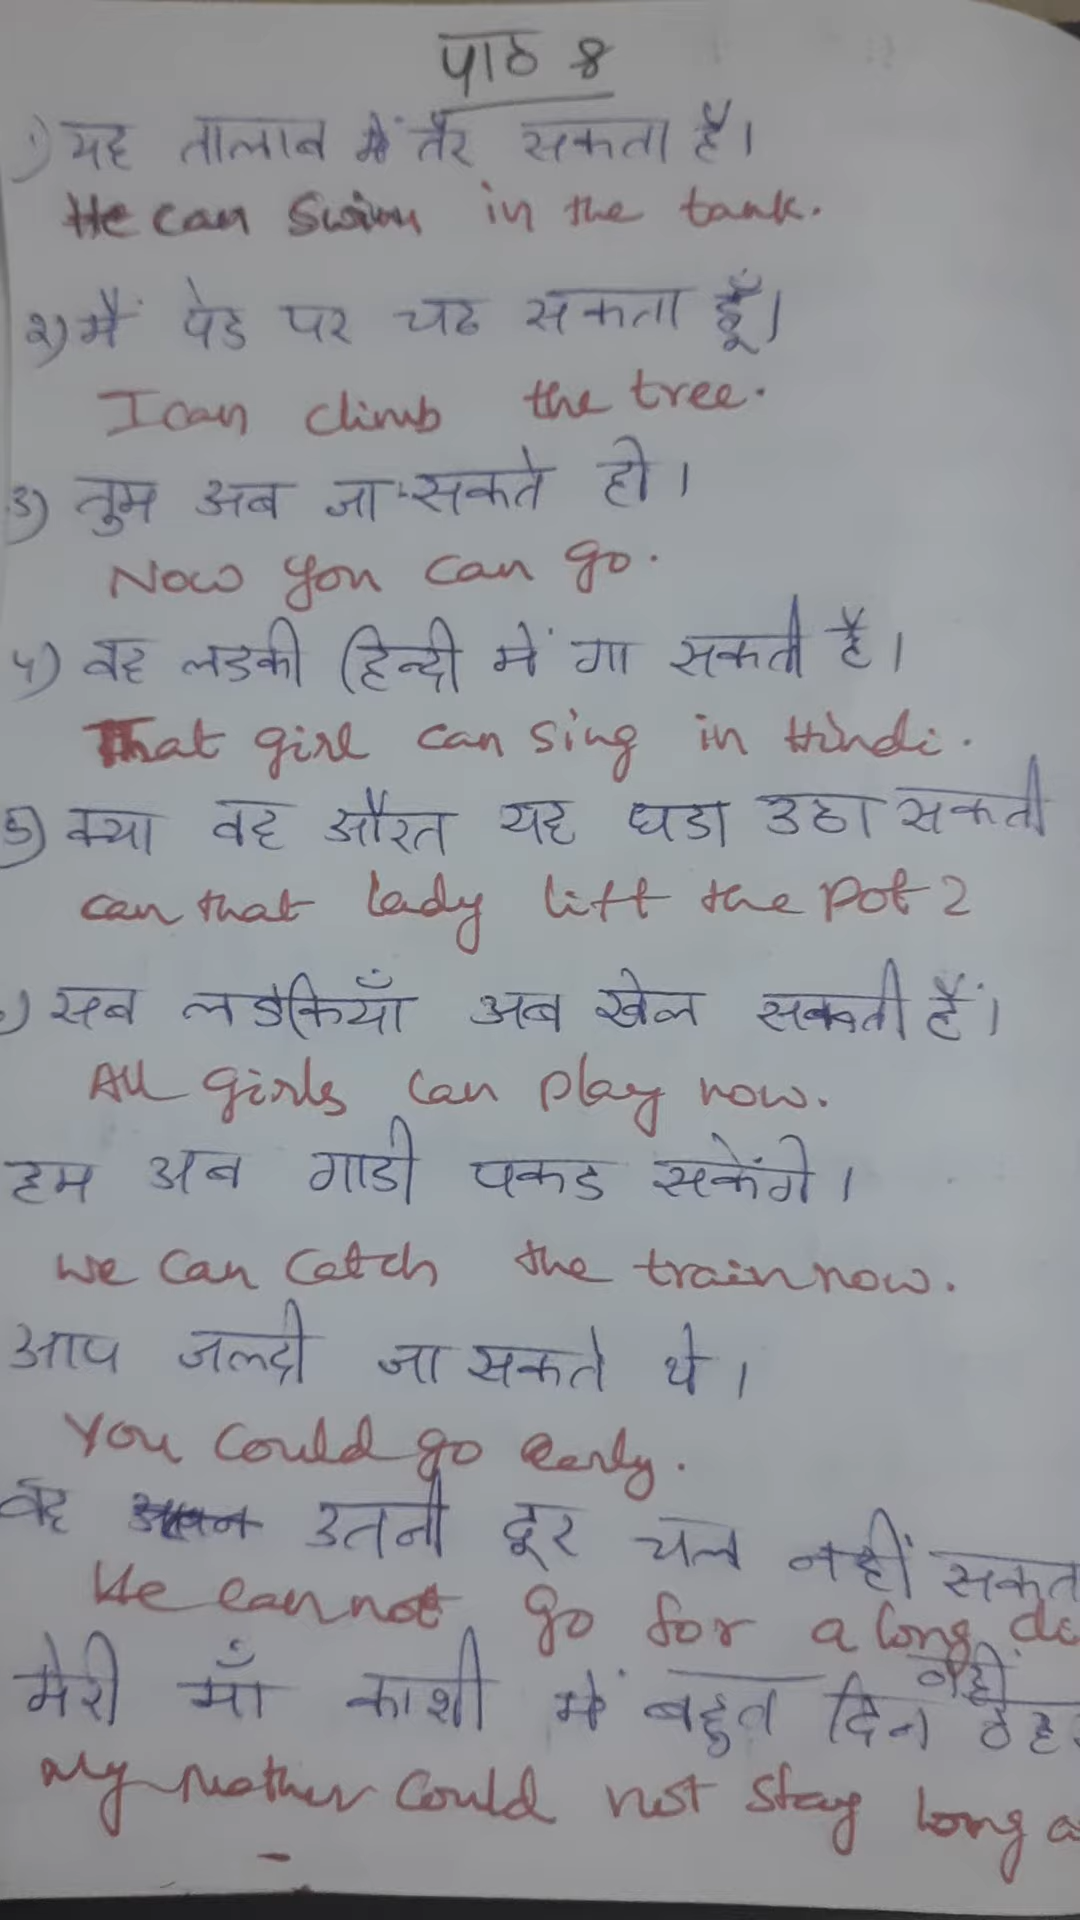 पाठ 8
1) यह तालाब में तैर सकता है।
He can swim in the tank.
२) मैं पेड पर चढ सकता हूँ।
I can climb the tree.
3) तुम अब जा सकते हो।
Now you can go.
4) वह लडकी हिन्दी में गा सकती है।
That girl can sing in Hindi.
5) क्या वह औरत यह घडा उठा सकती
can that lady lift the pot?
) सब लडकियाँ अब खेल सकती हैं।
All girls can play now.
हम अब गाडी पकड सकेंगे।
we can catch the train now.
आप जल्दी जा सकते थे।
You could go early.
वह उतनी दूर चल नहीं सकत
He cannot go for a long
मेरी माँ काशी में बहुत दिन नहीं ठह
My mother could not stay long